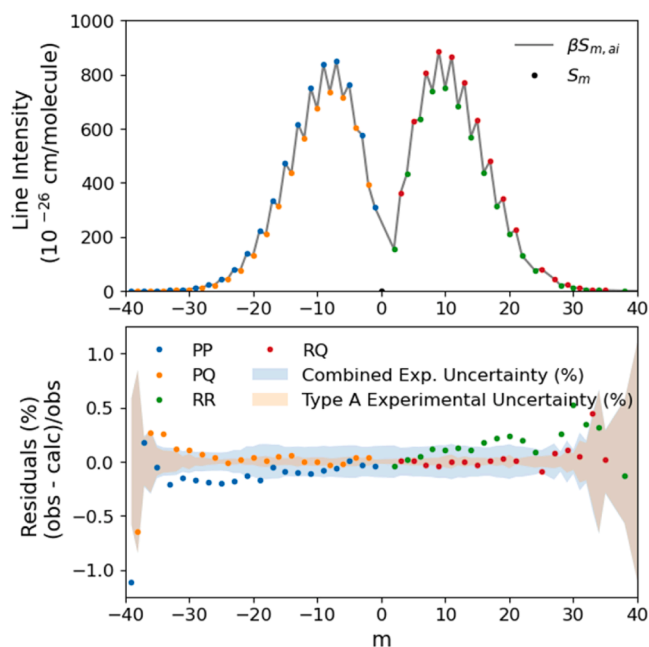 1000
800
600
400
200
0
Line Intensity
(10⁻²⁶ cm/molecule)
βSₘ,ₐᵢ
Sₘ
−40 −30 −20 −10 0 10 20 30 40
1.0
0.5
0.0
−0.5
−1.0
Residuals (%)
(obs - calc)/obs
PP
PQ
RR
RQ
Combined Exp. Uncertainty (%)
Type A Experimental Uncertainty (%)
−40 −30 −20 −10 0 10 20 30 40
m